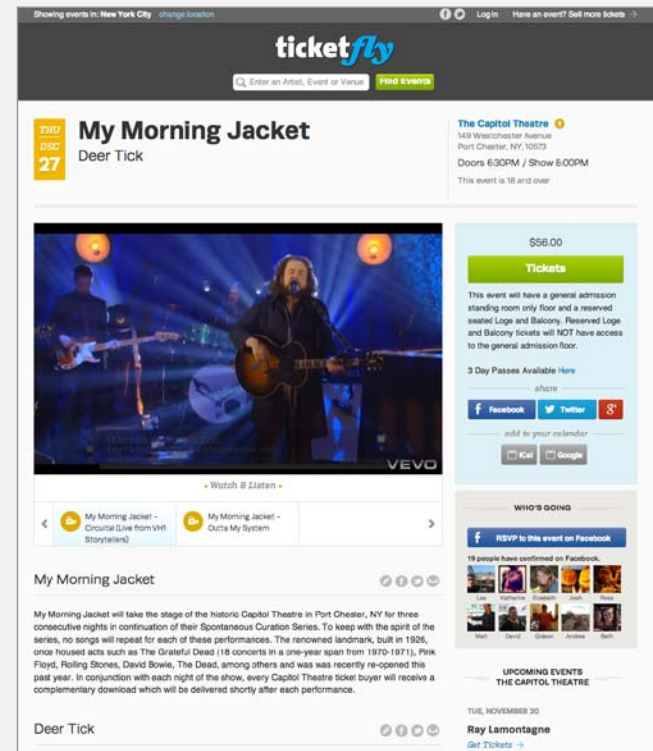 Showing events in: New York City change location
Log in Have an event? Sell more tickets →
ticketfly
Enter an Artist, Event or Venue Find Events
THU
DEC
27
My Morning Jacket
Deer Tick
The Capitol Theatre
149 Westchester Avenue
Port Chester, NY, 10573
Doors 6:30PM / Show 8:00PM
This event is 18 and over
VEVO
• Watch & Listen •
My Morning Jacket –
Circuital (Live from VH1
Storytellers)
My Morning Jacket –
Outta My System
$56.00
Tickets
This event will have a general admission
standing room only floor and a reserved
seated Loge and Balcony. Reserved Loge
and Balcony tickets will NOT have access
to the general admission floor.
3 Day Passes Available Here
share
Facebook Twitter
add to your calendar
iCal Google
WHO'S GOING
RSVP to this event on Facebook
19 people have confirmed on Facebook.
Lee Katherine Elizabeth Josh Ross
Matt David Gideon Andrea Beth
My Morning Jacket
My Morning Jacket will take the stage of the historic Capitol Theatre in Port Chester, NY for three
consecutive nights in continuation of their Spontaneous Curation Series. To keep with the spirit of the
series, no songs will repeat for each of these performances. The renowned landmark, built in 1926,
once housed acts such as The Grateful Dead (18 concerts in a one-year span from 1970-1971), Pink
Floyd, Rolling Stones, David Bowie, The Dead, among others and was was recently re-opened this
past year. In conjunction with each night of the show, every Capitol Theatre ticket buyer will receive a
complementary download which will be delivered shortly after each performance.
Deer Tick
UPCOMING EVENTS
THE CAPITOL THEATRE
TUE, NOVEMBER 20
Ray Lamontagne
Get Tickets →